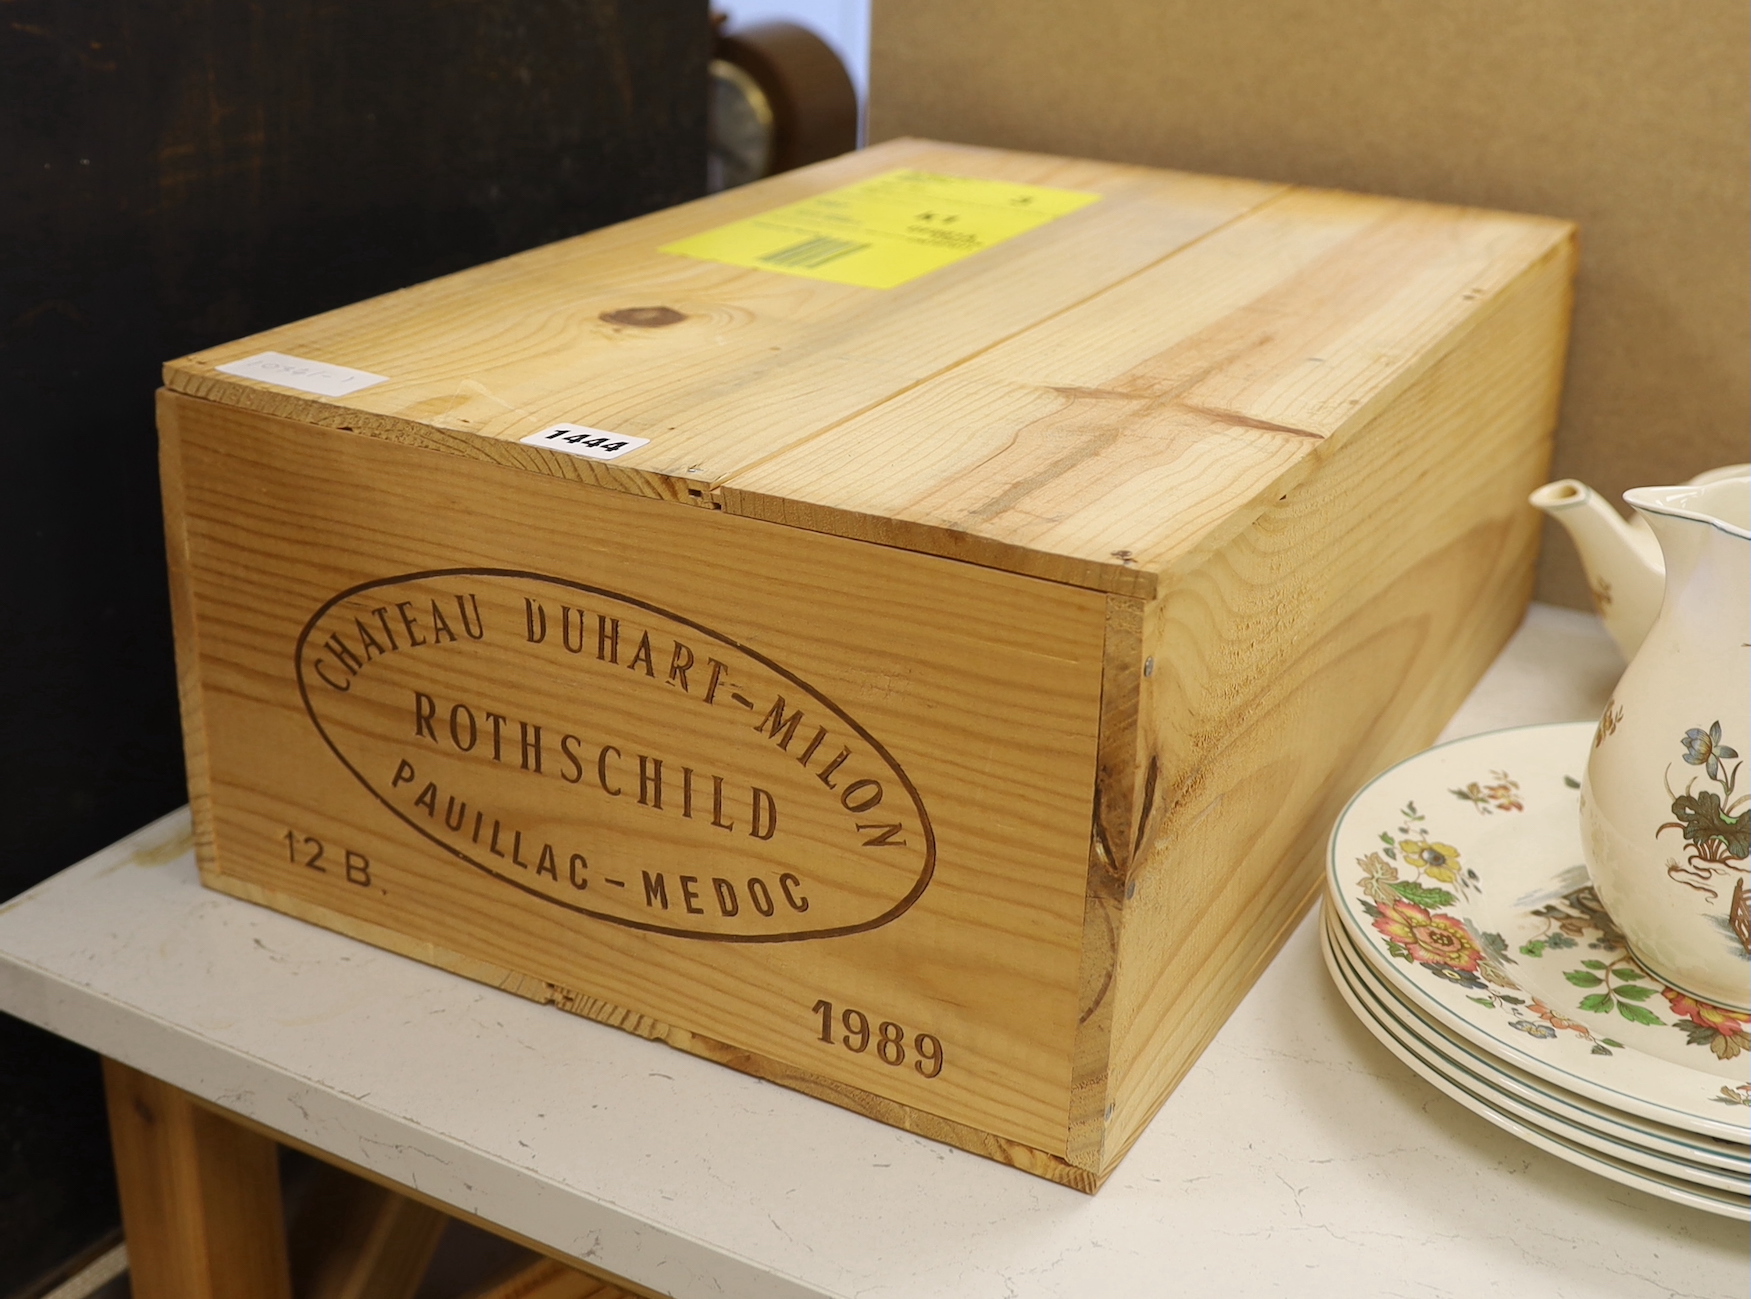 1444
CHATEAU DUHART-MILON
ROTHSCHILD
PAUILLAC-MEDOC
12 B.
1989